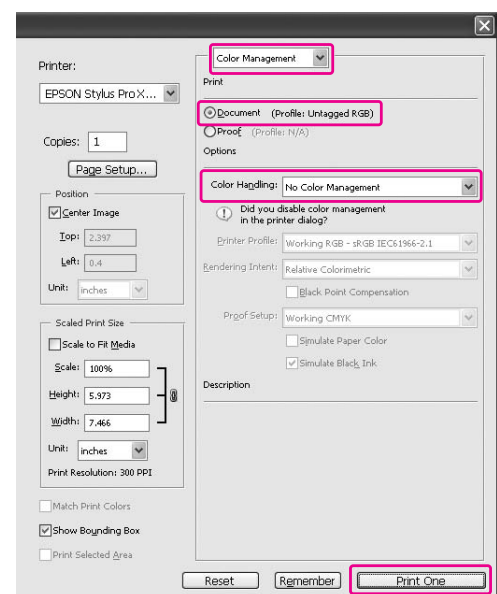 Printer:
EPSON Stylus Pro X...
Copies: 1
Page Setup...
Position
Center Image
Top: 2.397
Left: 0.4
Unit: inches
Scaled Print Size
Scale to Fit Media
Scale: 100%
Height: 5.973
Width: 7.466
Unit: inches
Print Resolution: 300 PPI
Match Print Colors
Show Bounding Box
Print Selected Area
Color Management
Print
Document (Profile: Untagged RGB)
Proof (Profile: N/A)
Options
Color Handling: No Color Management
Did you disable color management
in the printer dialog?
Printer Profile: Working RGB - sRGB IEC61966-2.1
Rendering Intent: Relative Colorimetric
Black Point Compensation
Proof Setup: Working CMYK
Simulate Paper Color
Simulate Black Ink
Description
Reset
Remember
Print One